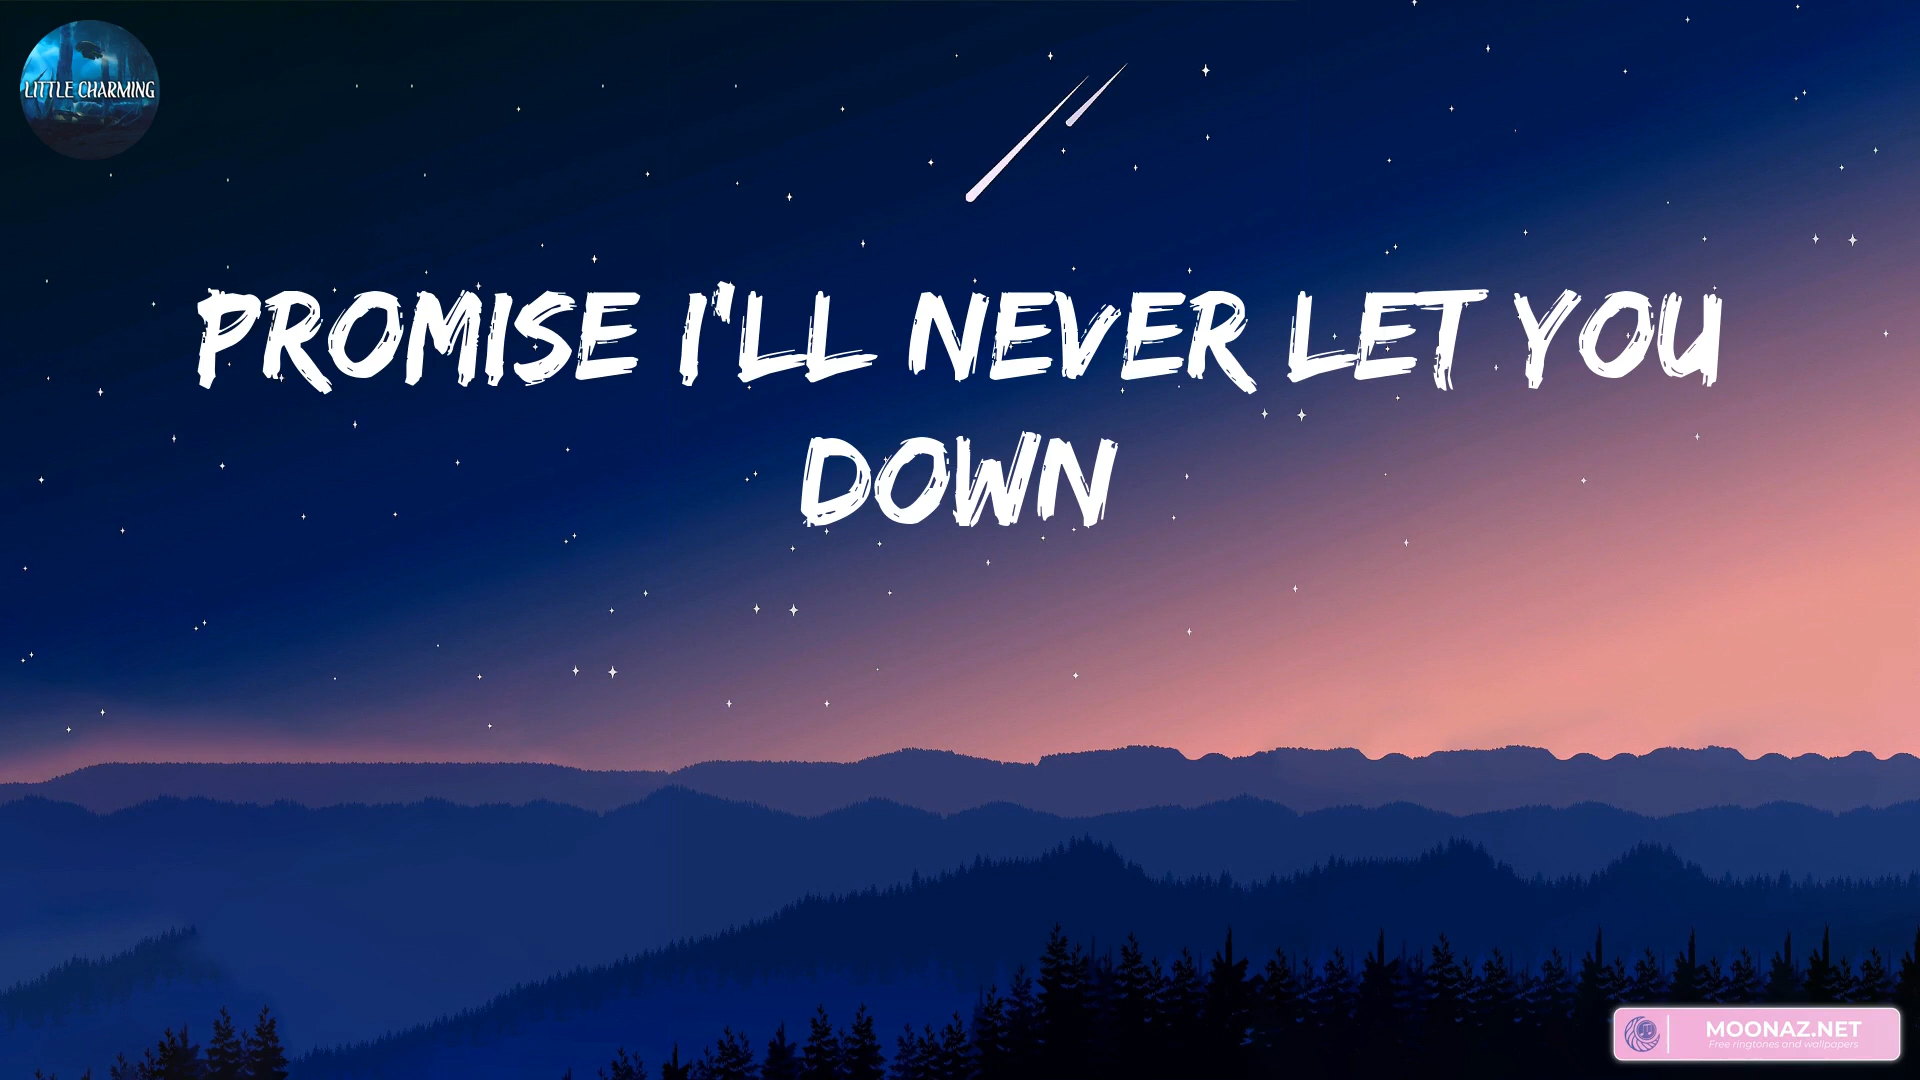 LITTLE CHARMING
PROMISE I'LL NEVER LET YOU
DOWN
MOONAZ.NET
Free ringtones and wallpapers